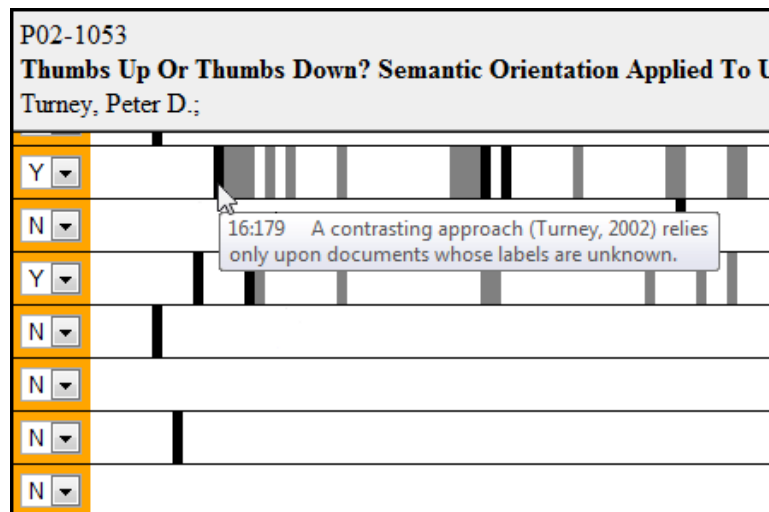 P02-1053
Thumbs Up Or Thumbs Down? Semantic Orientation Applied To U
Turney, Peter D.;
Y
N
16:179 A contrasting approach (Turney, 2002) relies
only upon documents whose labels are unknown.
Y
N
N
N
N